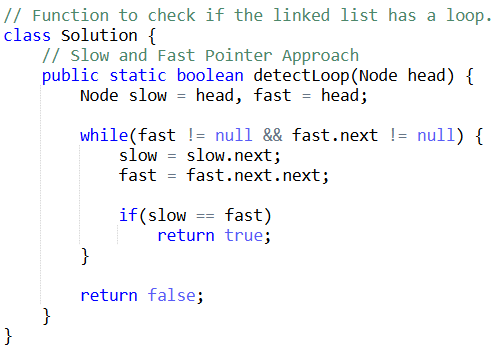 // Function to check if the linked list has a loop.
class Solution {
    // Slow and Fast Pointer Approach
    public static boolean detectLoop(Node head) {
        Node slow = head, fast = head;

        while(fast != null && fast.next != null) {
            slow = slow.next;
            fast = fast.next.next;

            if(slow == fast)
                return true;
        }

        return false;
    }
}